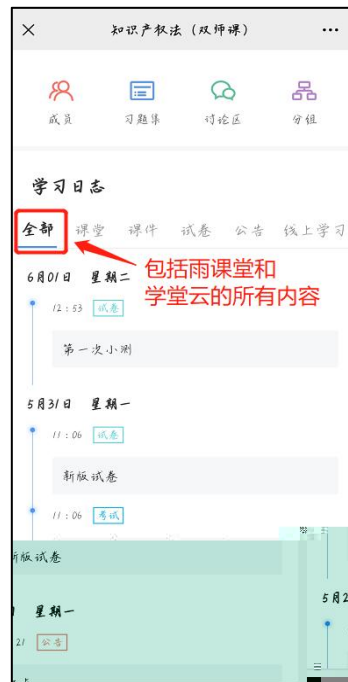 知识产权法（双师课）
成员 习题集 讨论区 分组
学习日志
全部 课堂 课件 试卷 公告 线上学习
包括雨课堂和
学堂云的所有内容
6月01日 星期二
12:53 试卷
第一次小测
5月31日 星期一
11:06 试卷
新版试卷
11:06 考试
新版试卷
星期一
21 公告
5月2